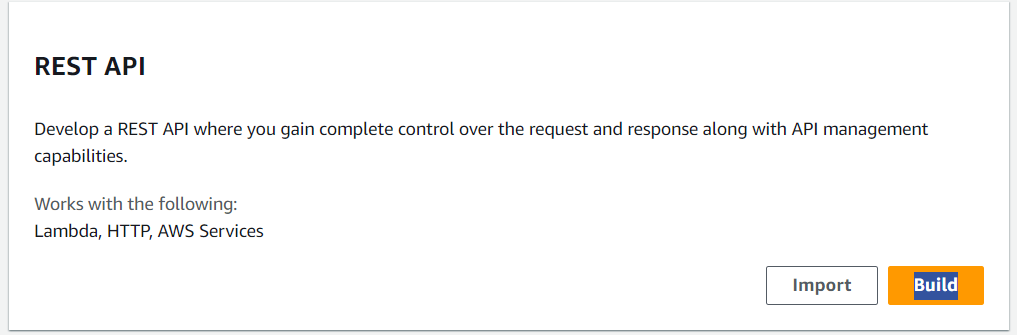 REST API
Develop a REST API where you gain complete control over the request and response along with API management
capabilities.
Works with the following:
Lambda, HTTP, AWS Services
Import Build